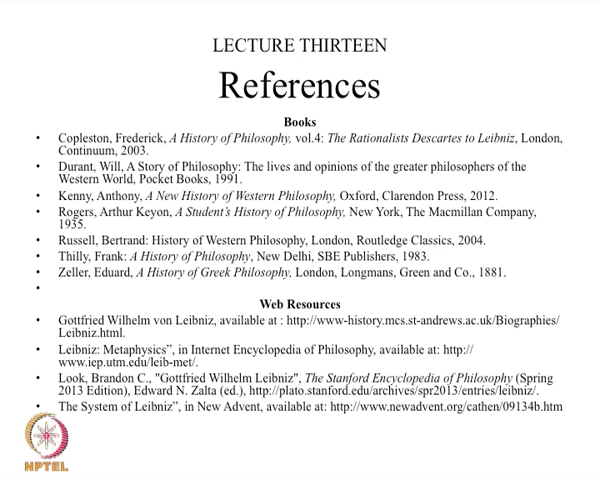 LECTURE THIRTEEN
References
Books
• Copleston, Frederick, A History of Philosophy, vol.4: The Rationalists Descartes to Leibniz, London,
Continuum, 2003.
• Durant, Will, A Story of Philosophy: The lives and opinions of the greater philosophers of the
Western World, Pocket Books, 1991.
• Kenny, Anthony, A New History of Western Philosophy, Oxford, Clarendon Press, 2012.
• Rogers, Arthur Keyon, A Student's History of Philosophy, New York, The Macmillan Company,
1935.
• Russell, Bertrand: History of Western Philosophy, London, Routledge Classics, 2004.
• Thilly, Frank: A History of Philosophy, New Delhi, SBE Publishers, 1983.
• Zeller, Eduard, A History of Greek Philosophy, London, Longmans, Green and Co., 1881.
•
Web Resources
• Gottfried Wilhelm von Leibniz, available at : http://www-history.mcs.st-andrews.ac.uk/Biographies/
Leibniz.html.
• Leibniz: Metaphysics”, in Internet Encyclopedia of Philosophy, available at: http://
www.iep.utm.edu/leib-met/.
• Look, Brandon C., "Gottfried Wilhelm Leibniz", The Stanford Encyclopedia of Philosophy (Spring
2013 Edition), Edward N. Zalta (ed.), http://plato.stanford.edu/archives/spr2013/entries/leibniz/.
• The System of Leibniz”, in New Advent, available at: http://www.newadvent.org/cathen/09134b.htm
NPTEL